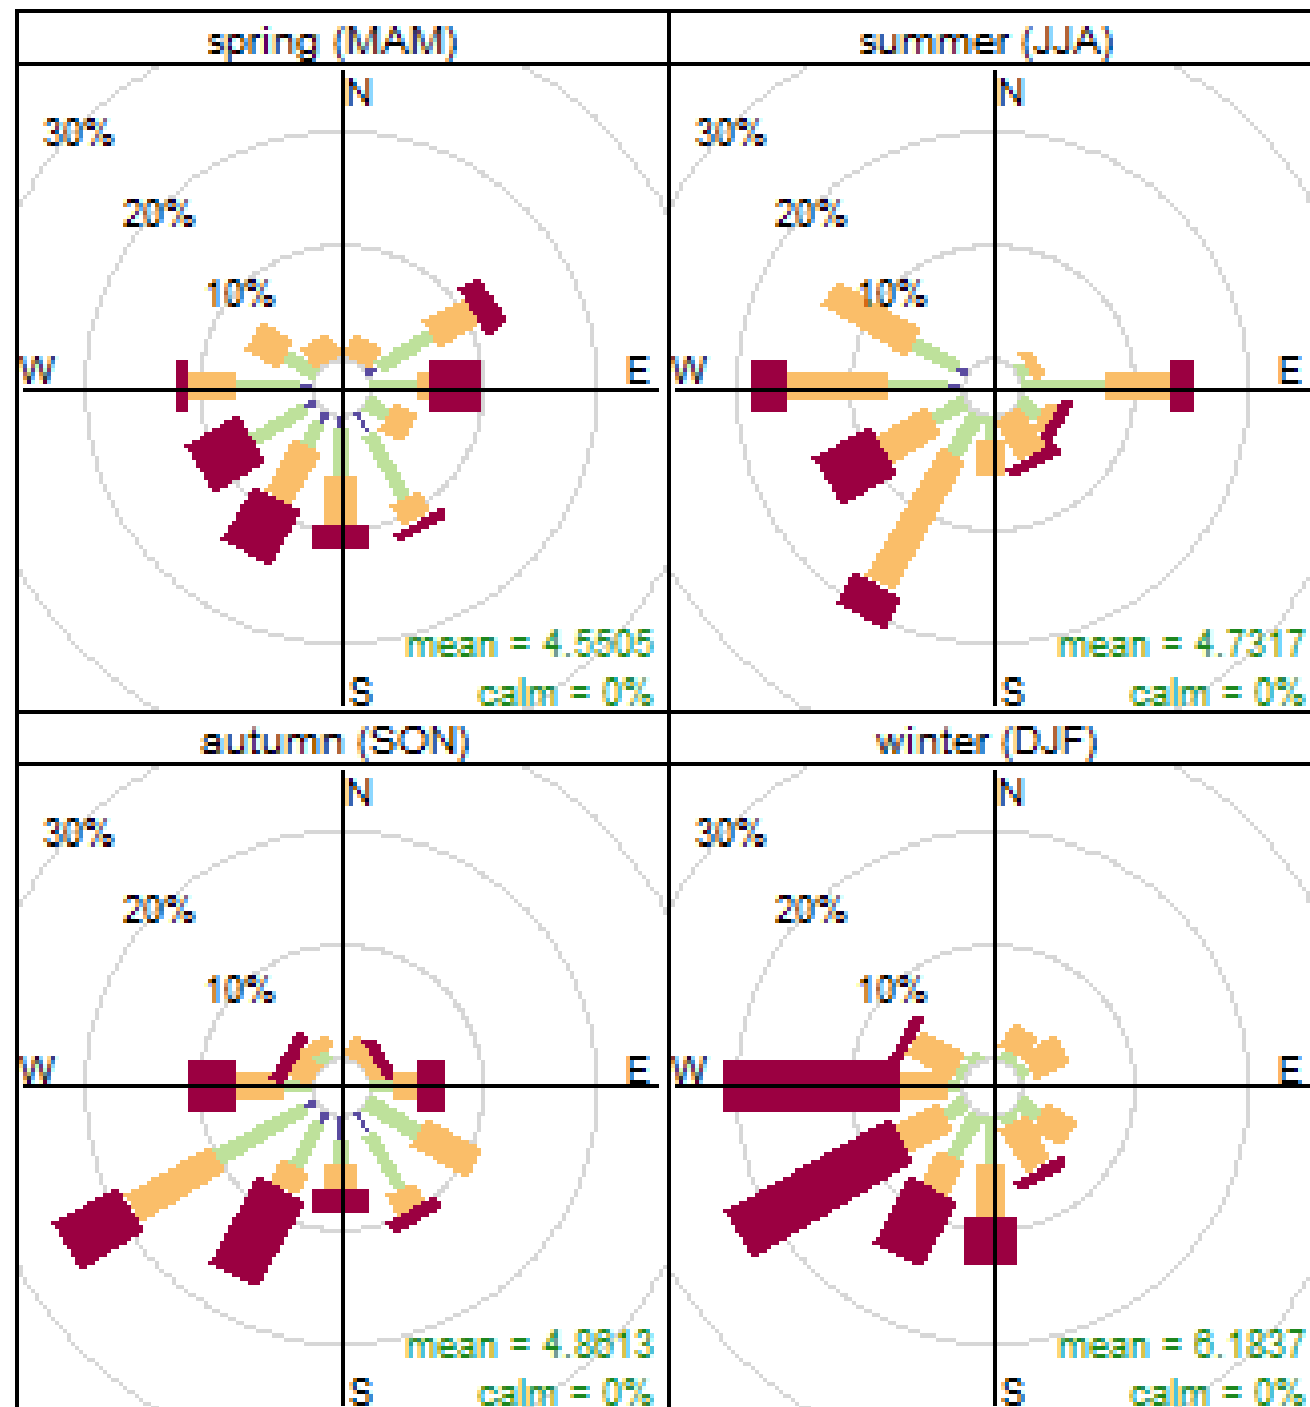 spring (MAM)
N
30%
20%
10%
W
E
mean = 4.5505
S
calm = 0%
summer (JJA)
N
30%
20%
10%
W
E
mean = 4.7317
S
calm = 0%
autumn (SON)
N
30%
20%
10%
W
E
mean = 4.8613
S
calm = 0%
winter (DJF)
N
30%
20%
10%
W
E
mean = 6.1837
S
calm = 0%